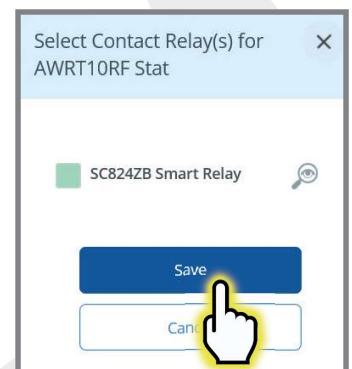 Select Contact Relay(s) for
AWRT10RF Stat
SC824ZB Smart Relay
Save